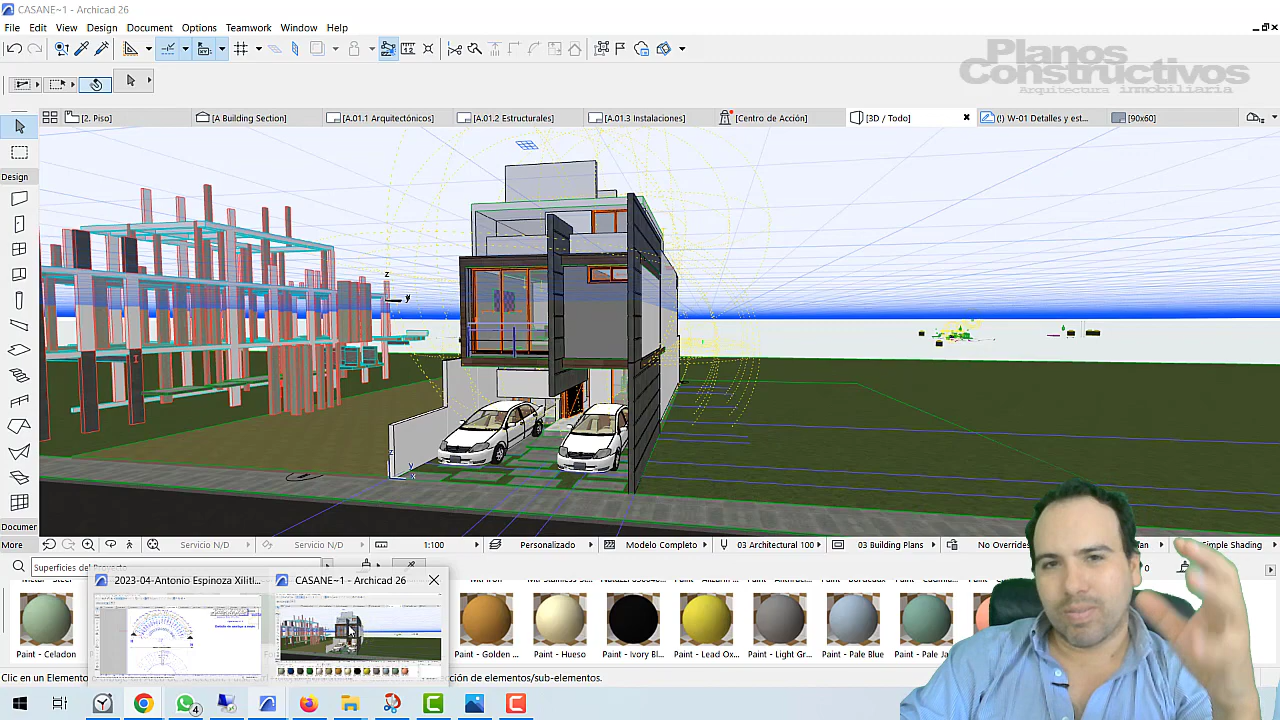 CASANE~1 - Archicad 26
File Edit View Design Document Options Teamwork Window Help
Planos
Constructivos
Arquitectura inmobiliaria
[2. Piso]
[A Building Section]
[A.01.1 Arquitectónicos]
[A.01.2 Estructurales]
[A.01.3 Instalaciones]
[Centro de Acción]
[3D / Todo]
(!) W-01 Detalles y est...
[90x60]
Design
z
y
z
y
x
Documer
More
Servicio N/D
Servicio N/D
1:100
Personalizado
Modelo Completo
03 Architectural 100
03 Building Plans
No Overrides
Simple Shading
Superficies del
0
2023-04-Antonio Espinoza Xilitl...
CASANE~1 - Archicad 26
Paint - Celadon
Paint - Golden ...
Paint - Hueso
Paint - Ivory Bl...
Paint - Lead Ox...
Paint - Light ...
Paint - Pale Blue
Paint - Pale Ja...
clic en un Elemento
ción de elementos/subelementos.
4